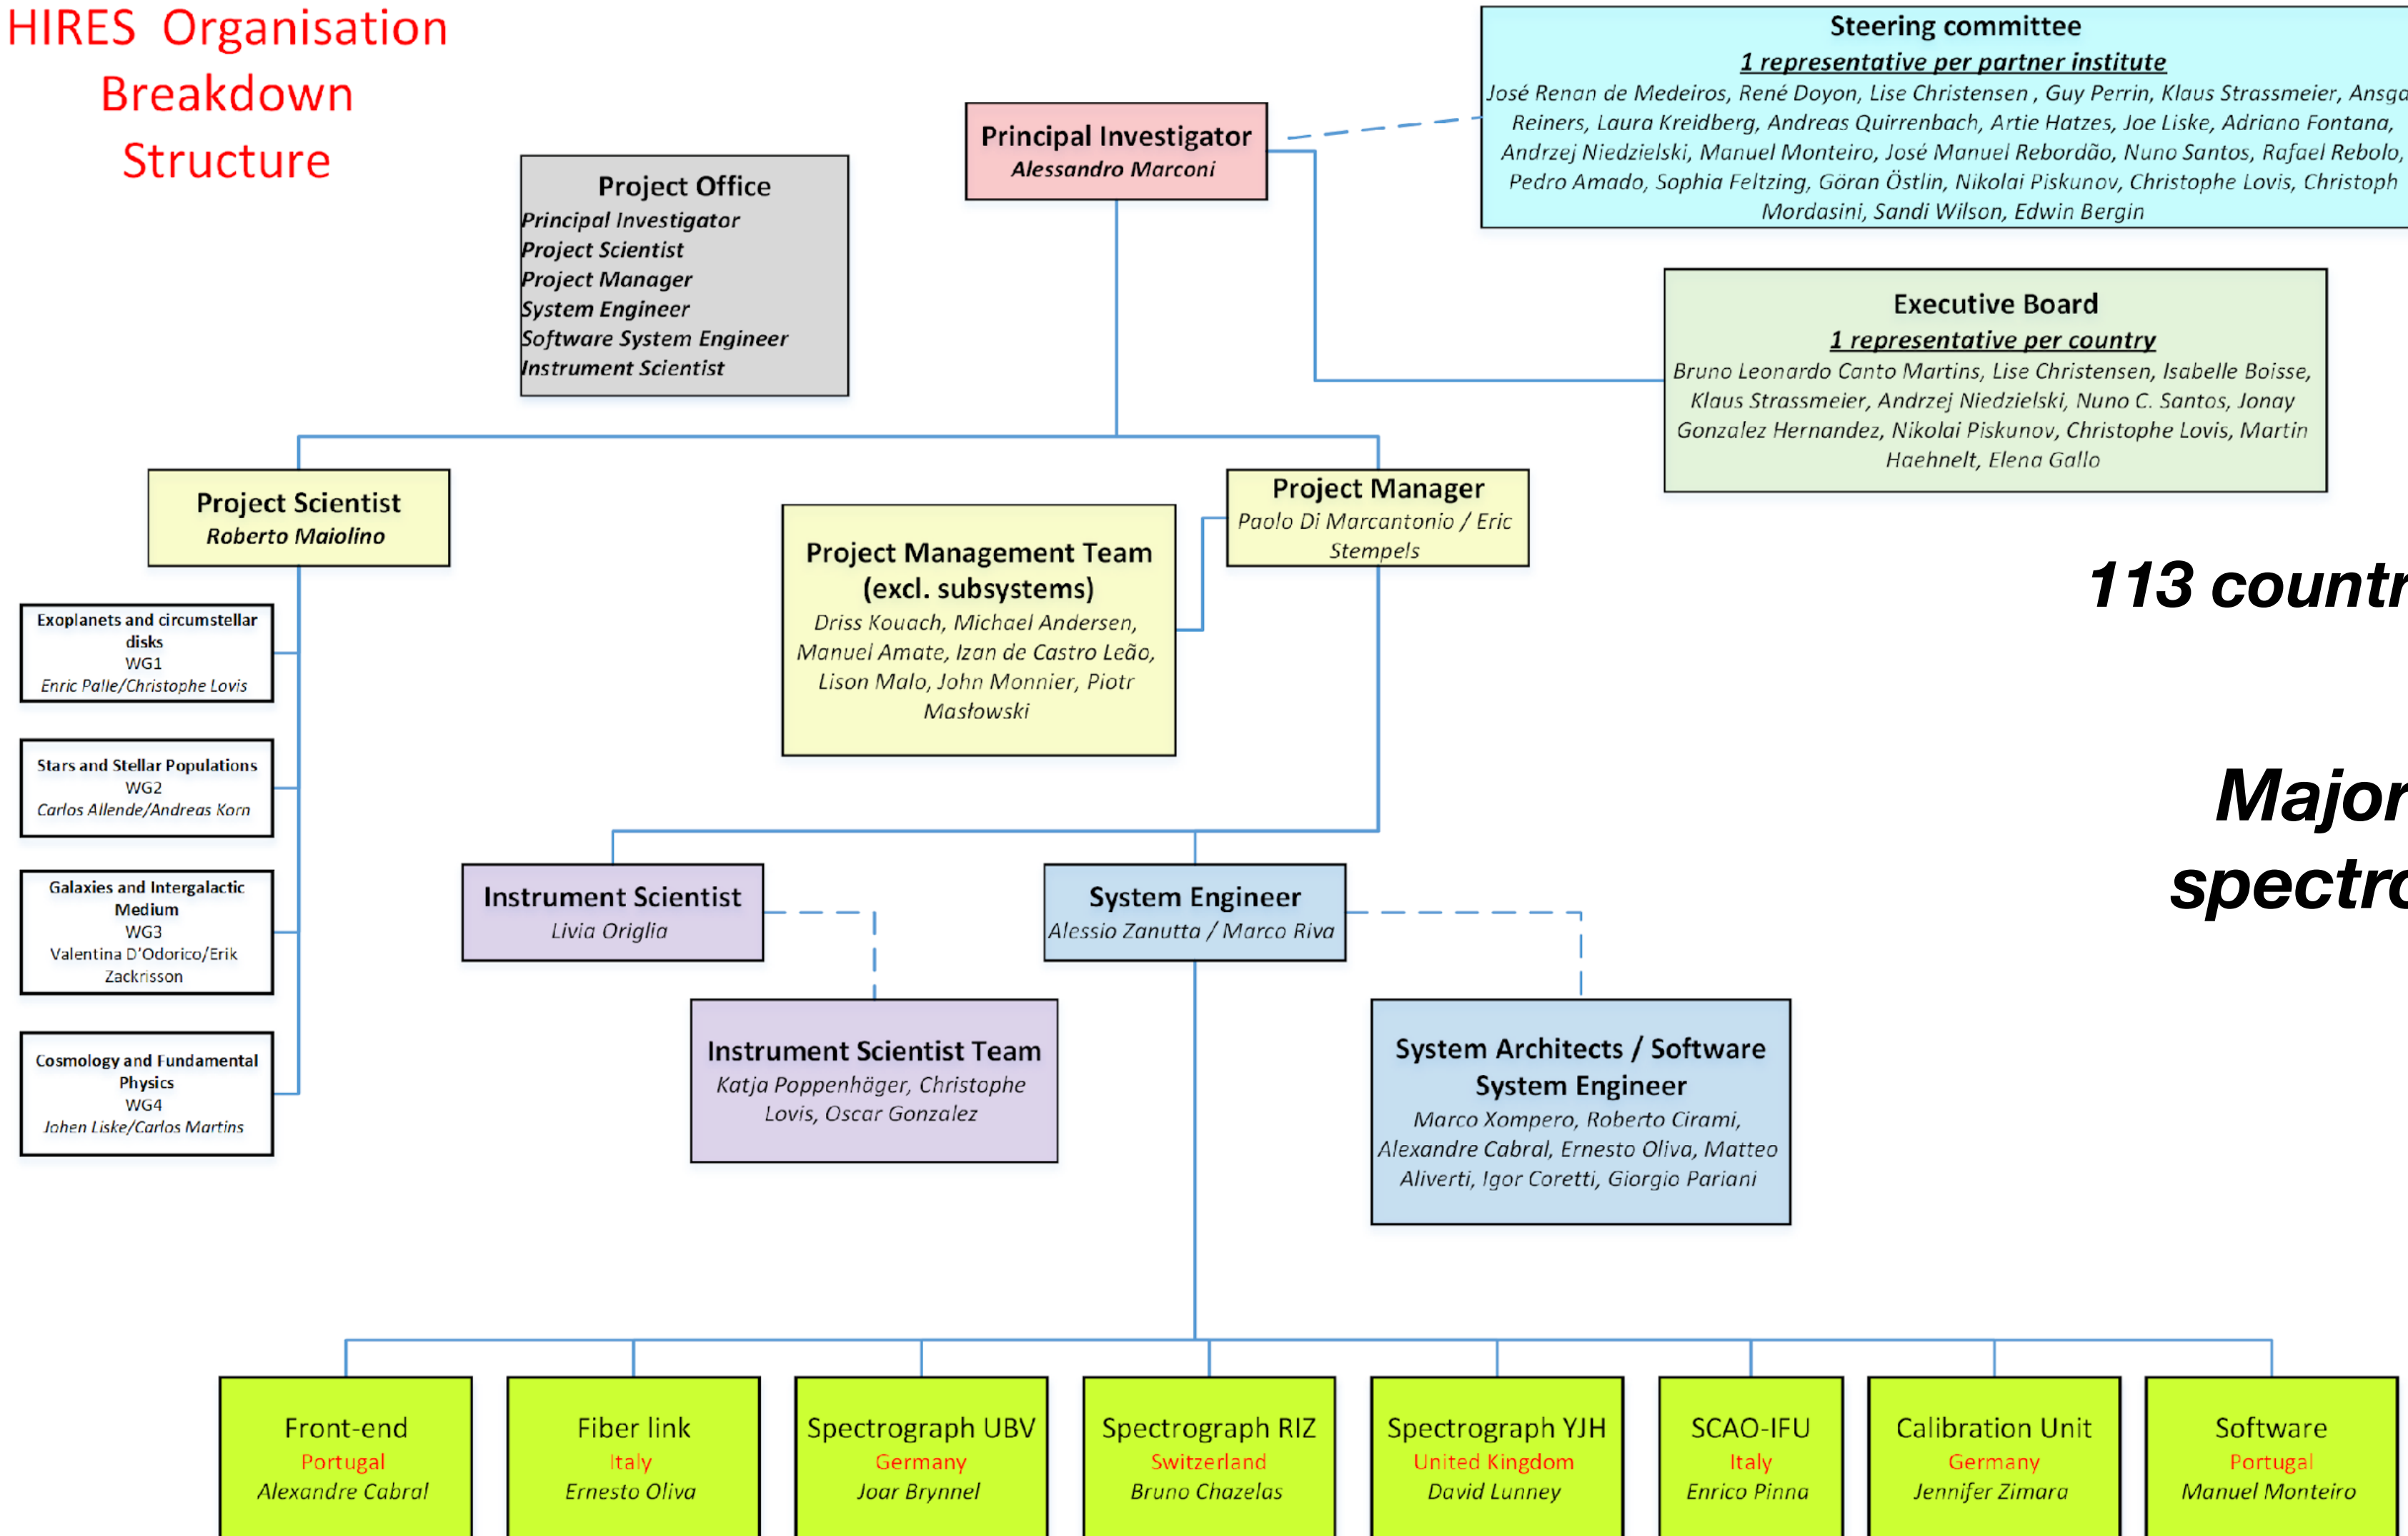 HIRES Organisation
Breakdown
Structure
Steering committee
1 representative per partner institute
José Renan de Medeiros, René Doyon, Lise Christensen , Guy Perrin, Klaus Strassmeier,
Reiners, Laura Kreidberg, Andreas Quirrenbach, Artie Hatzes, Joe Liske, Adriano Fontana,
Andrzej Niedzielski, Manuel Monteiro, José Manuel Rebordão, Nuno Santos, Rafael Rebolo,
Pedro Amado, Sophia Feltzing, Göran Östlin, Nikolai Piskunov, Christophe Lovis, Christoph
Mordasini, Sandi Wilson, Edwin Bergin
Principal Investigator
Alessandro Marconi
Project Office
Principal Investigator
Project Scientist
Project Manager
System Engineer
Software System Engineer
Instrument Scientist
Executive Board
1 representative per country
Bruno Leonardo Canto Martins, Lise Christensen, Isabelle Boisse,
Klaus Strassmeier, Andrzej Niedzielski, Nuno C. Santos, Jonay
Gonzalez Hernandez, Nikolai Piskunov, Christophe Lovis, Martin
Haehnelt, Elena Gallo
Project Scientist
Roberto Maiolino
Project Manager
Paolo Di Marcantonio / Eric
Stempels
Project Management Team
(excl. subsystems)
Driss Kouach, Michael Andersen,
Manuel Amate, Izan de Castro Leão,
Lison Malo, John Monnier, Piotr
Masłowski
113
Major
Exoplanets and circumstellar
disks
WG1
Enric Palle/Christophe Lovis
Stars and Stellar Populations
WG2
Carlos Allende/Andreas Korn
Galaxies and Intergalactic
Medium
WG3
Valentina D'Odorico/Erik
Zackrisson
Cosmology and Fundamental
Physics
WG4
Johen Liske/Carlos Martins
Instrument Scientist
Livia Origlia
System Engineer
Alessio Zanutta / Marco Riva
Instrument Scientist Team
Katja Poppenhäger, Christophe
Lovis, Oscar Gonzalez
System Architects / Software
System Engineer
Marco Xompero, Roberto Cirami,
Alexandre Cabral, Ernesto Oliva, Matteo
Aliverti, Igor Coretti, Giorgio Pariani
Front-end
Portugal
Alexandre Cabral
Fiber link
Italy
Ernesto Oliva
Spectrograph UBV
Germany
Joar Brynnel
Spectrograph RIZ
Switzerland
Bruno Chazelas
Spectrograph YJH
United Kingdom
David Lunney
SCAO-IFU
Italy
Enrico Pinna
Calibration Unit
Germany
Jennifer Zimara
Software
Portugal
Manuel Monteiro